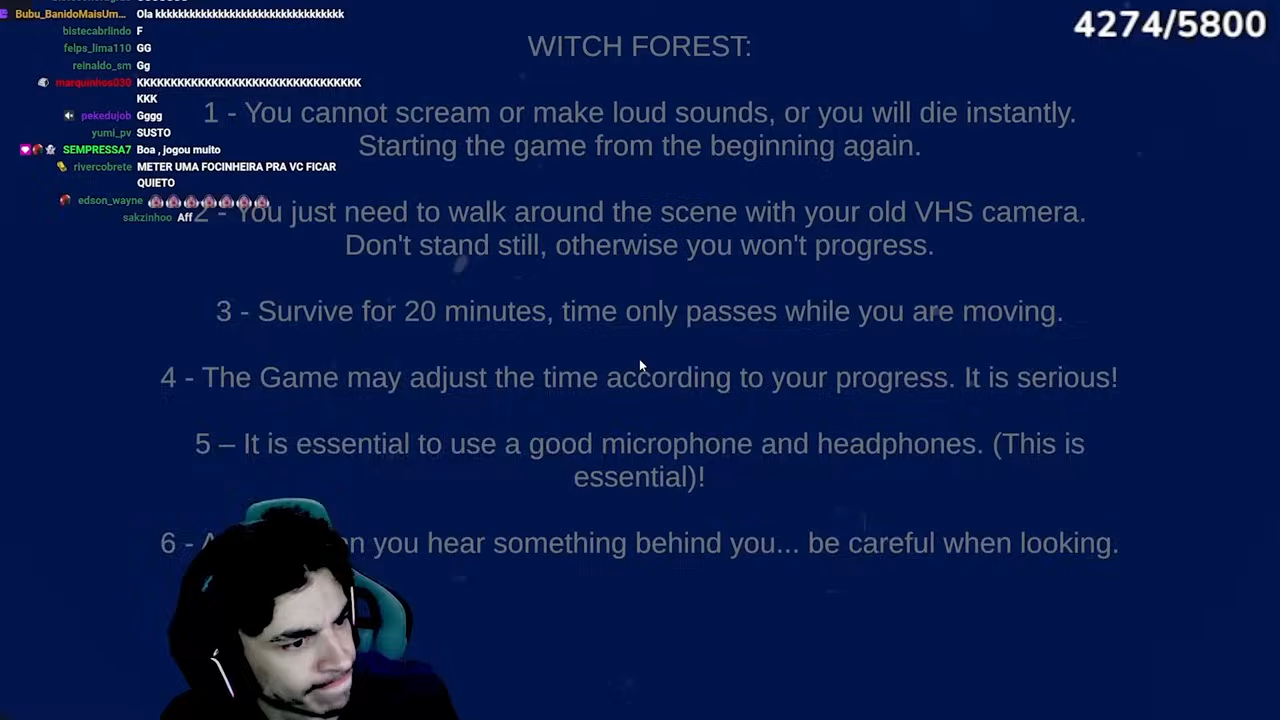 Bubu_BanidoMaisUm... Ola kkkkkkkkkkkkkkkkkkkkkkkkkkkkkkkk
bistecabrlindo F
felps_lima110 GG
reinaldo_sm Gg
marquinhos030 KKKKKKKKKKKKKKKKKKKKKKKKKKKKKKKKK
KKK
pekedujob Gggg
yumi_pv SUSTO
SEMPRESSA7 Boa , jogou muito
rivercobrete METER UMA FOCINHEIRA PRA VC FICAR
QUIETO
edson_wayne
sakzinhoo Aff
4274/5800
WITCH FOREST:
1 - You cannot scream or make loud sounds, or you will die instantly.
Starting the game from the beginning again.
2 - You just need to walk around the scene with your old VHS camera.
Don't stand still, otherwise you won't progress.
3 - Survive for 20 minutes, time only passes while you are moving.
4 - The Game may adjust the time according to your progress. It is serious!
5 – It is essential to use a good microphone and headphones. (This is
essential)!
6 - you hear something behind you... be careful when looking.